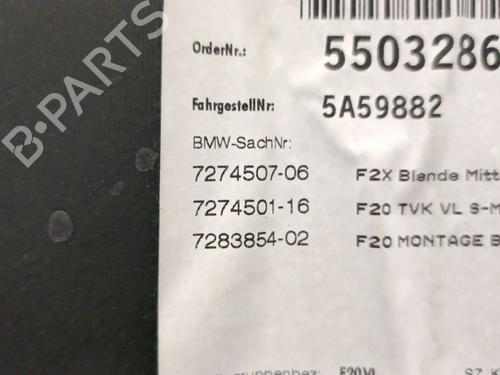 B-PARTS
OrderNr.: 5503286
FahrgestellNr: 5A59882
BMW-SachNr:
7274507-06 F2X Blende Mitt
7274501-16 F20 TVK VL S-M
7283854-02 F20 MONTAGE B